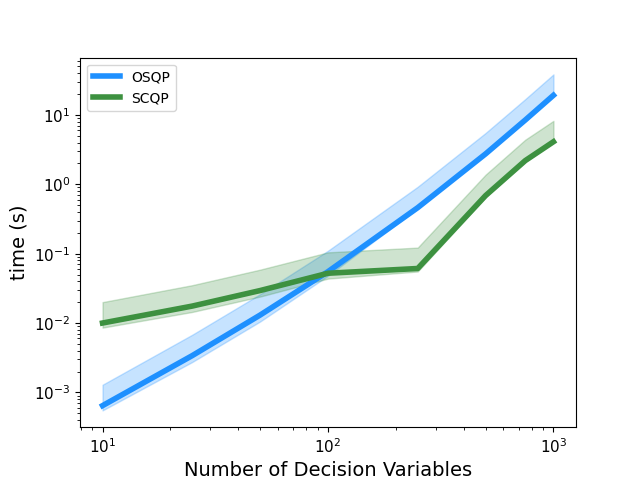 OSQP
SCQP
10¹
10⁰
10⁻¹
10⁻²
10⁻³
time (s)
10¹ 10² 10³
Number of Decision Variables